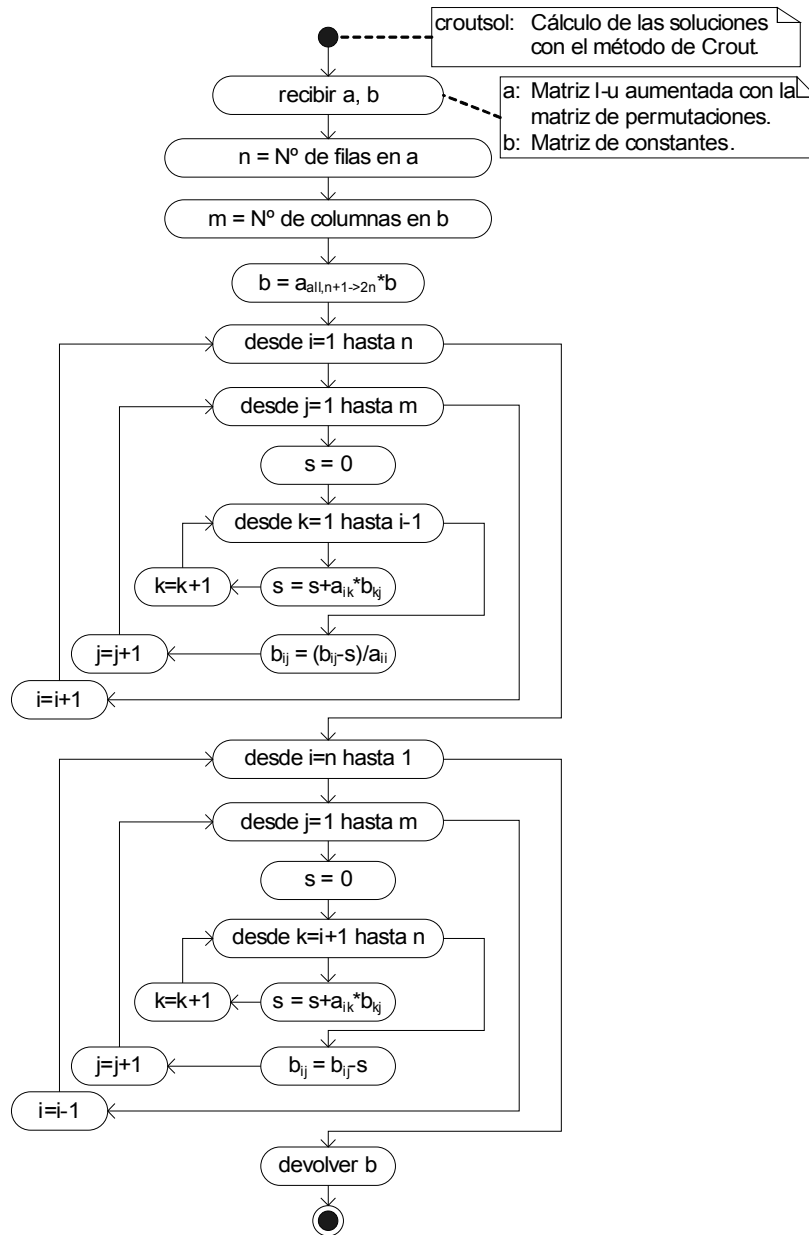 croutsol: Cálculo de las soluciones
con el método de Crout.
recibir a, b
a: Matriz l-u aumentada con la
matriz de permutaciones.
b: Matriz de constantes.
n = Nº de filas en a
m = Nº de columnas en b
b = aall,n+1->2n*b
desde i=1 hasta n
desde j=1 hasta m
s = 0
desde k=1 hasta i-1
k=k+1
s = s+aik*bkj
j=j+1
bij = (bij-s)/aii
i=i+1
desde i=n hasta 1
desde j=1 hasta m
s = 0
desde k=i+1 hasta n
k=k+1
s = s+aik*bkj
j=j+1
bij = bij-s
i=i-1
devolver b